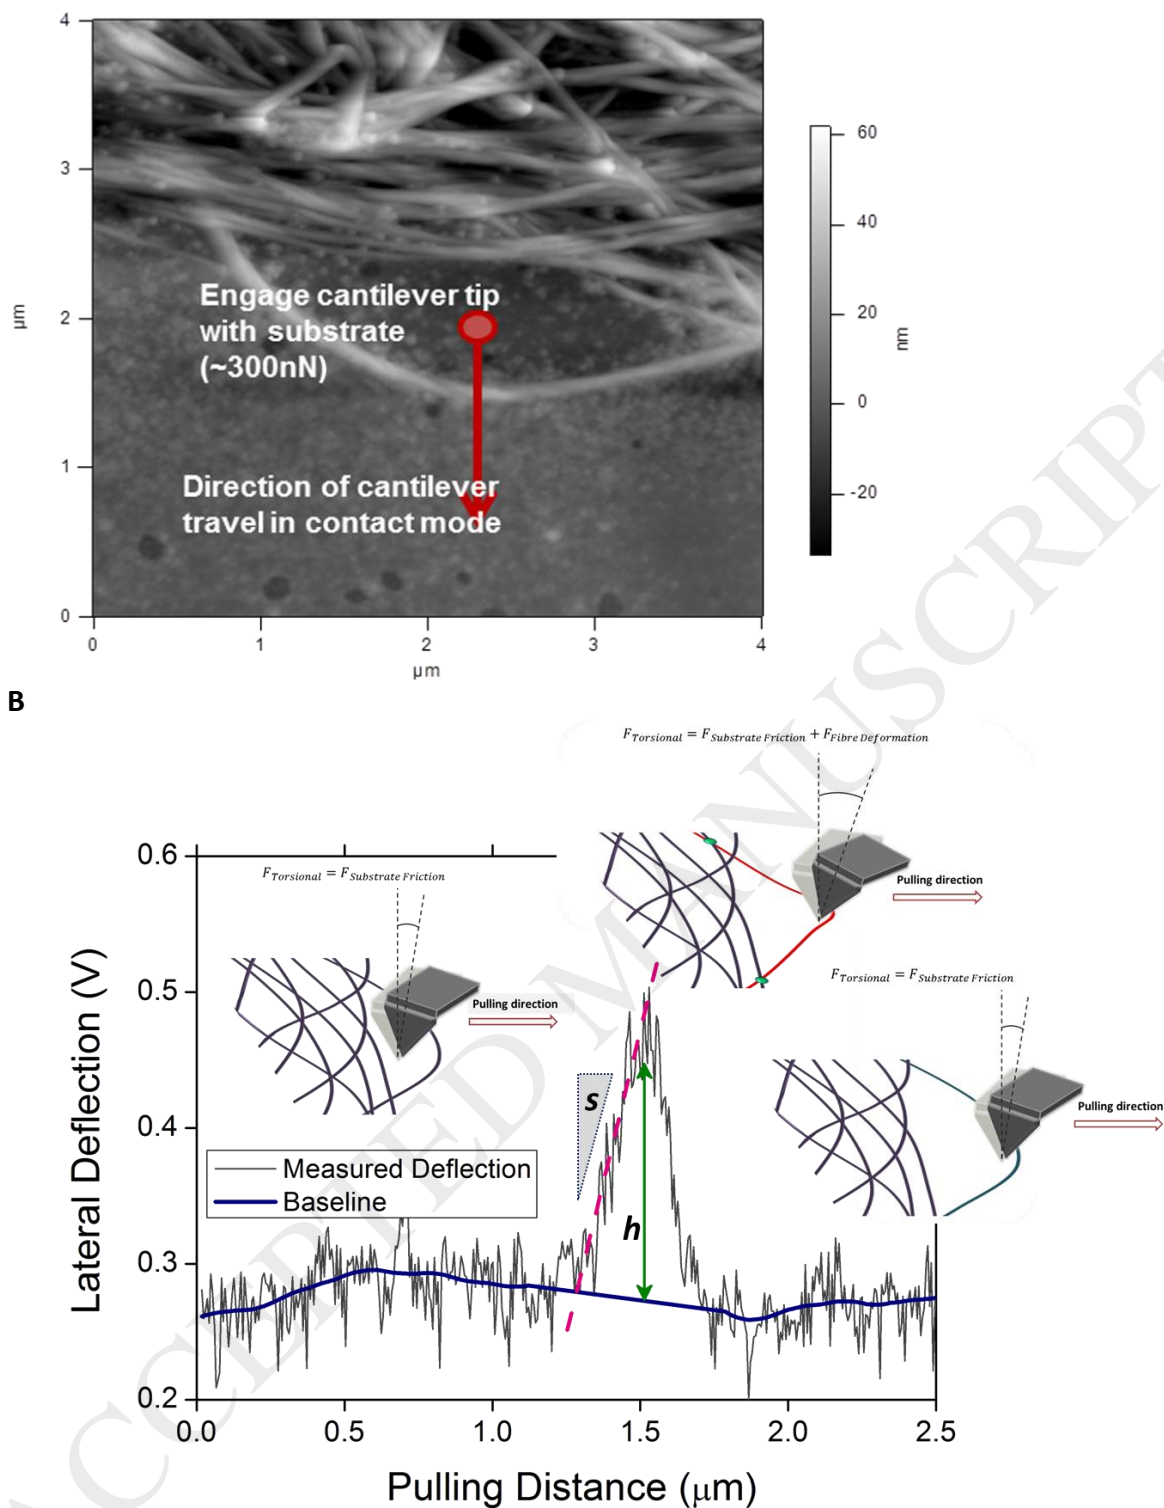 4
3
2
1
0
µm
Engage cantilever tip
with substrate
(~300nN)
Direction of cantilever
travel in contact mode
0
1
2
3
4
µm
60
40
20
0
-20
nm
B
F_Torsional = F_Substrate Friction + F_Fibre Deformation
Pulling direction
F_Torsional = F_Substrate Friction
Pulling direction
F_Torsional = F_Substrate Friction
Pulling direction
0.6
0.5
0.4
0.3
0.2
Lateral Deflection (V)
s
h
Measured Deflection
Baseline
0.0
0.5
1.0
1.5
2.0
2.5
Pulling Distance (μm)
ACCEPTED MANUSCRIPT